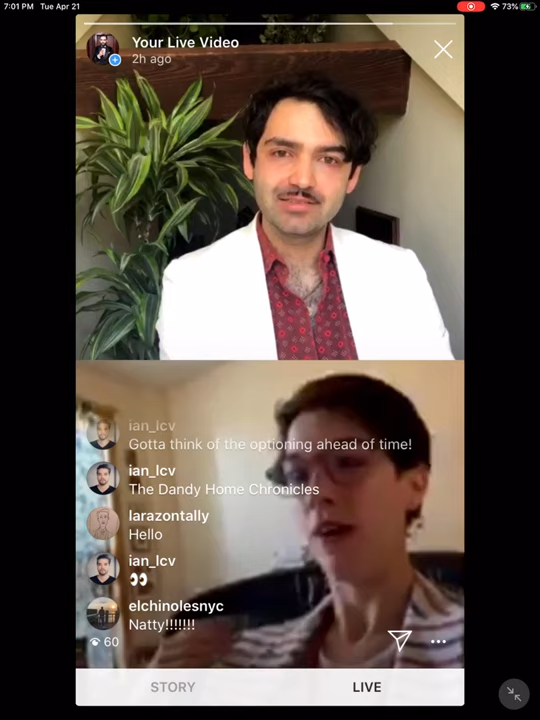 7:01 PM Tue Apr 21
73%
Your Live Video
2h ago
ian_lcv
Gotta think of the optioning ahead of time!
ian_lcv
The Dandy Home Chronicles
larazontally
Hello
ian_lcv
👀
elchinolesnyc
Natty!!!!!!!
60
STORY
LIVE